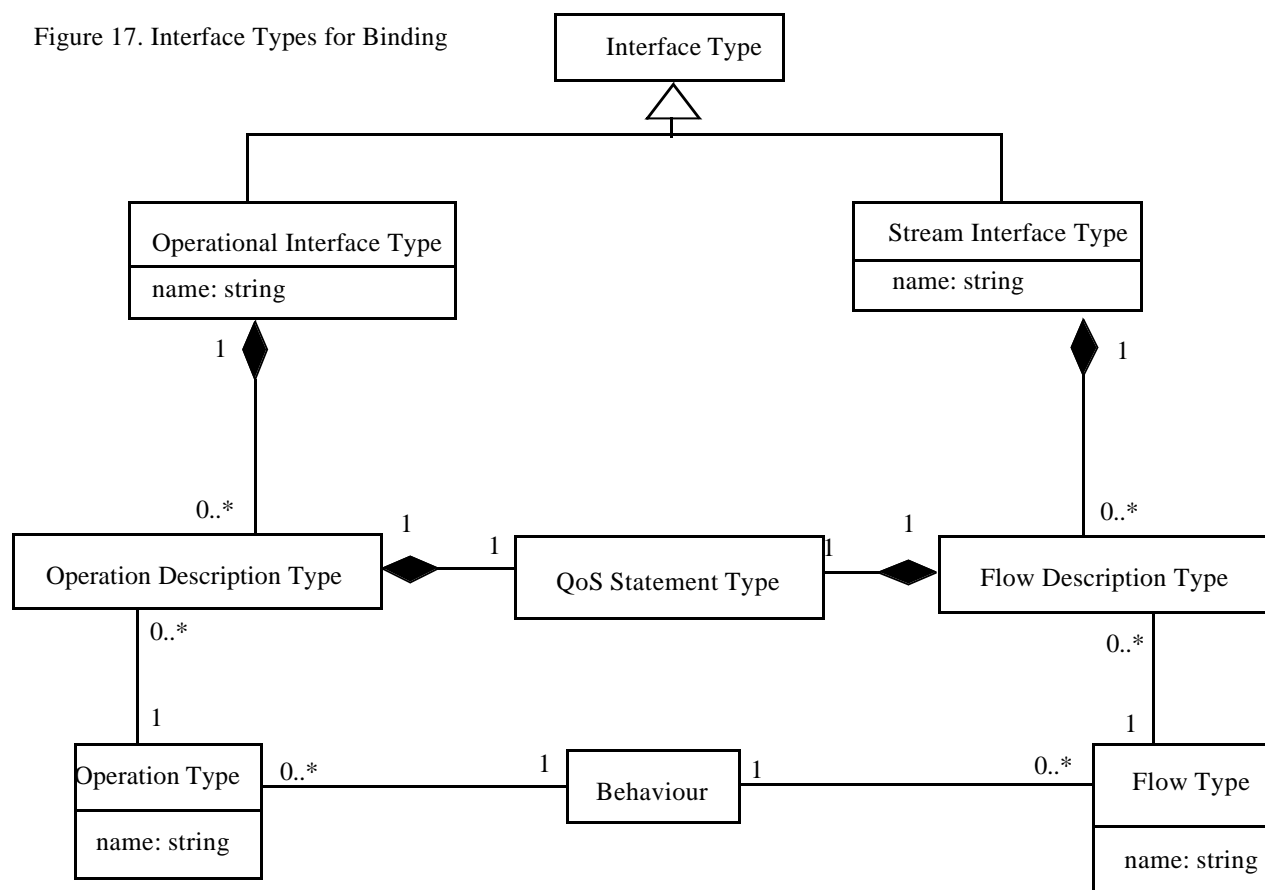 Figure 17. Interface Types for Binding
Interface Type
Operational Interface Type
name: string
Stream Interface Type
name: string
1
1
0..*
0..*
Operation Description Type
1
1
QoS Statement Type
1
1
Flow Description Type
0..*
0..*
1
1
Operation Type
name: string
0..*
1
Behaviour
1
0..*
Flow Type
name: string